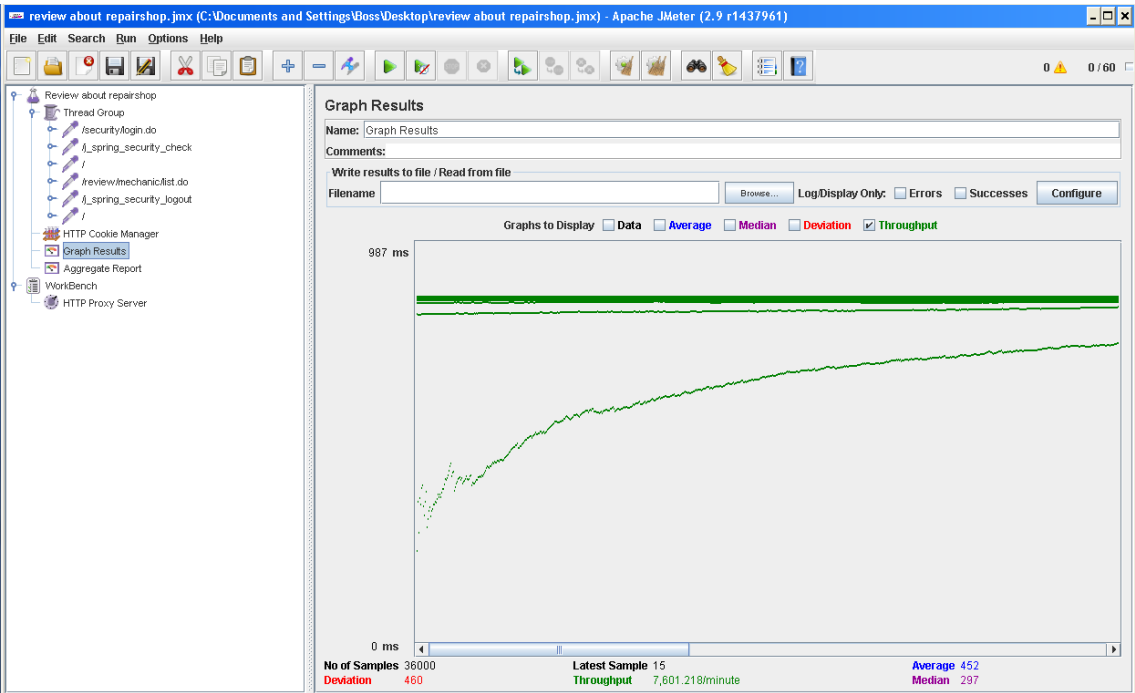 review about repairshop.jmx (C:\Documents and Settings\Boss\Desktop\review about repairshop.jmx) - Apache JMeter (2.9 r1437961)
File Edit Search Run Options Help
0 0 / 60
Review about repairshop
Thread Group
/security/login.do
/j_spring_security_check
/
/review/mechanic/list.do
/j_spring_security_logout
/
HTTP Cookie Manager
Graph Results
Aggregate Report
WorkBench
HTTP Proxy Server
Graph Results
Name: Graph Results
Comments:
Write results to file / Read from file
Filename Browse... Log/Display Only: Errors Successes Configure
Graphs to Display Data Average Median Deviation Throughput
987 ms
0 ms
No of Samples 36000 Latest Sample 15 Average 452
Deviation 460 Throughput 7,601.218/minute Median 297